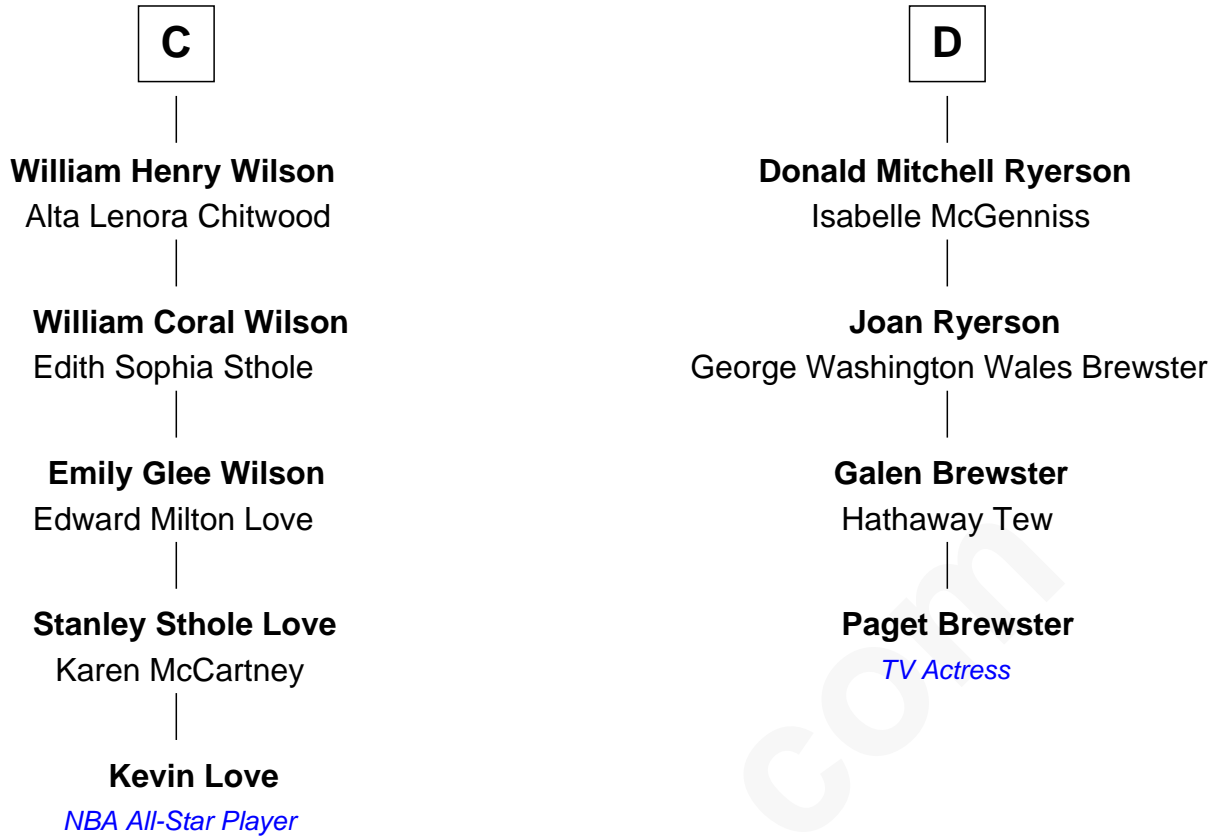 C
William Henry Wilson
Alta Lenora Chitwood
William Coral Wilson
Edith Sophia Sthole
Emily Glee Wilson
Edward Milton Love
Stanley Sthole Love
Karen McCartney
Kevin Love
NBA All-Star Player
D
Donald Mitchell Ryerson
Isabelle McGenniss
Joan Ryerson
George Washington Wales Brewster
Galen Brewster
Hathaway Tew
Paget Brewster
TV Actress
com